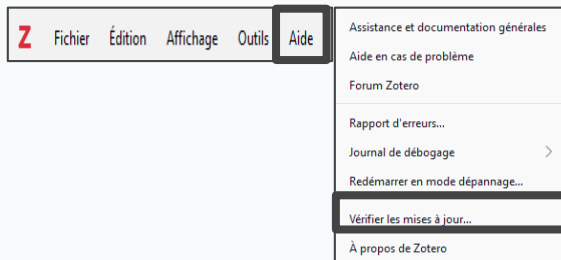 Z Fichier Édition Affichage Outils Aide
Assistance et documentation générales
Aide en cas de problème
Forum Zotero
Rapport d'erreurs...
Journal de débogage
Redémarrer en mode dépannage...
Vérifier les mises à jour...
À propos de Zotero